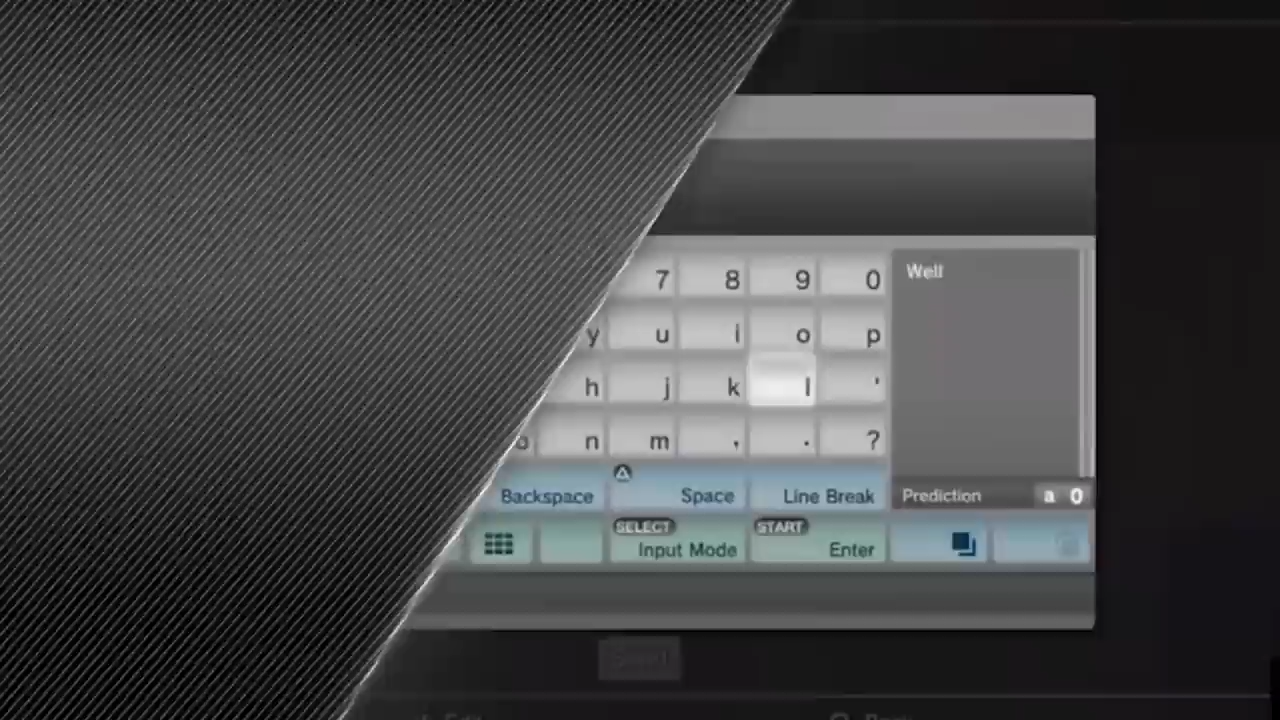 7 8 9 0
Well
y u i o p
h j k l '
n m , . ?
Backspace Space Line Break
Prediction a 0
SELECT START
Input Mode Enter